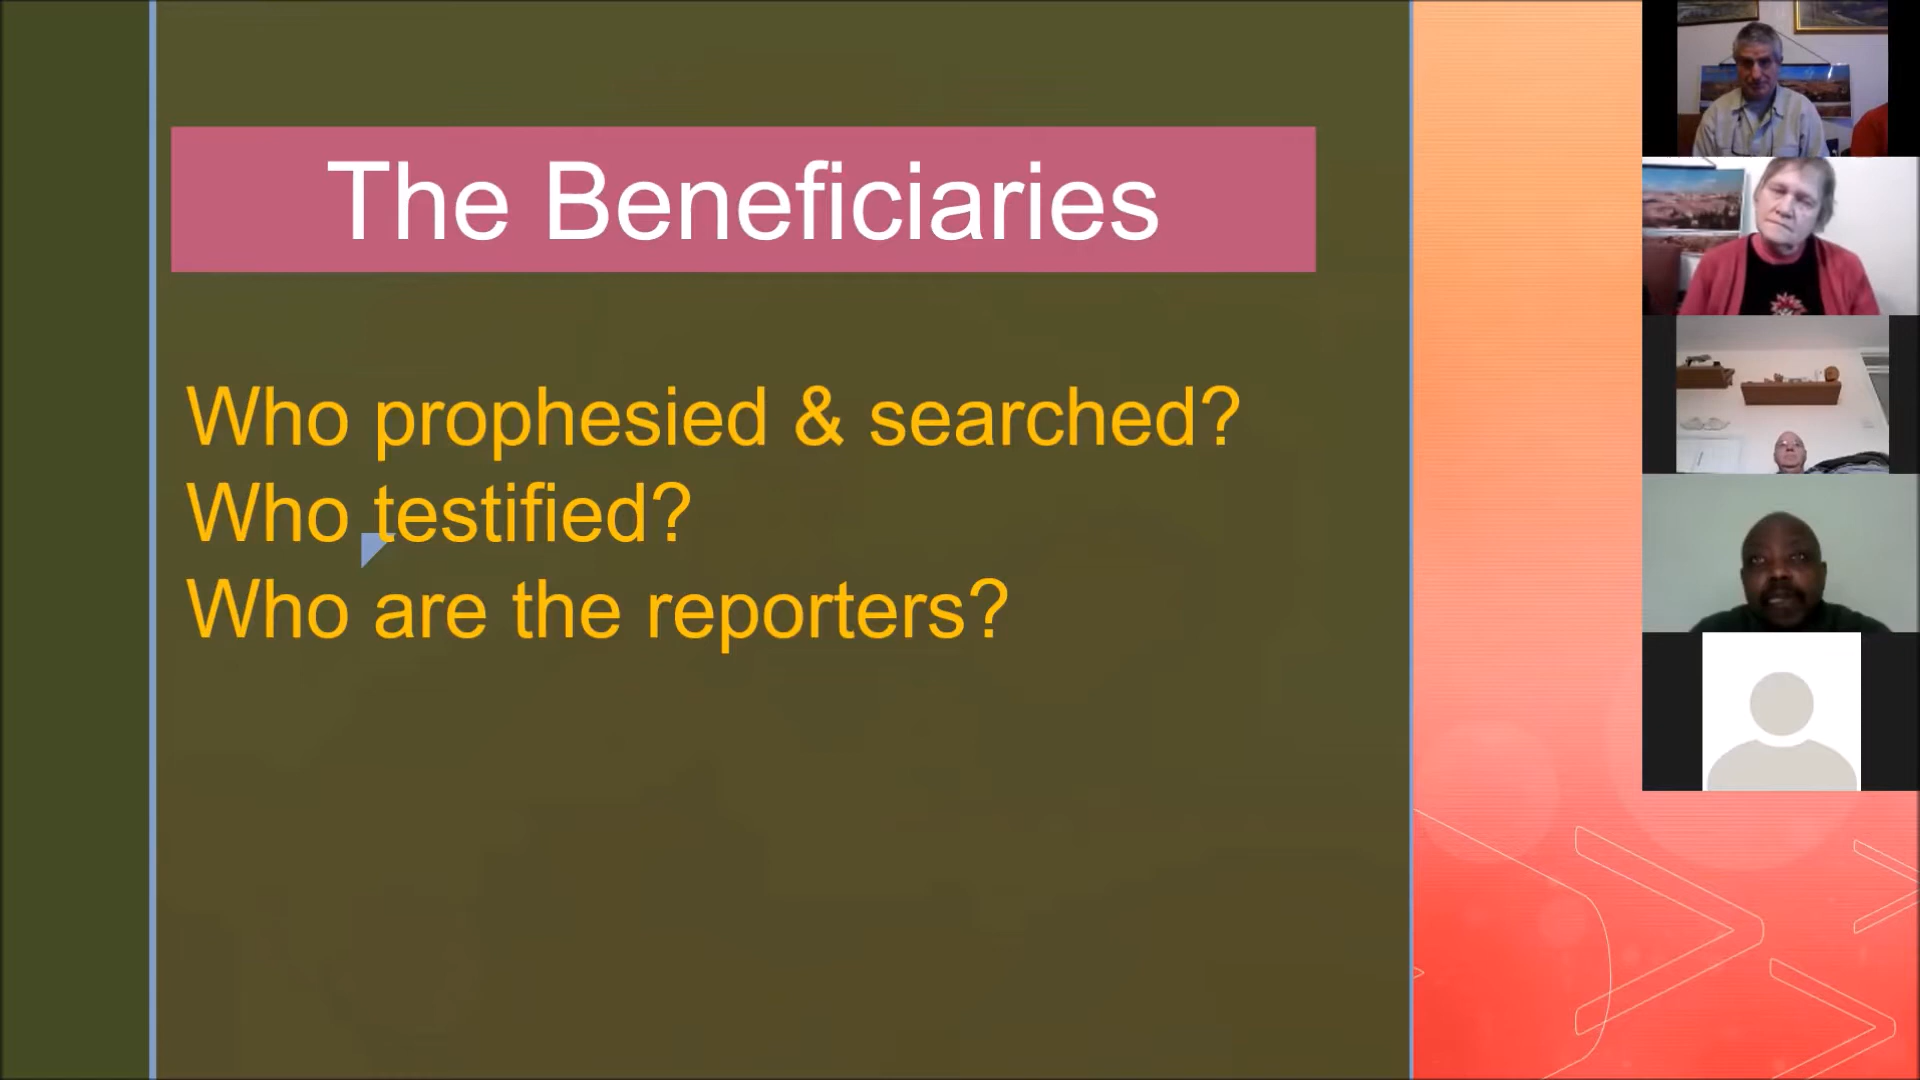 The Beneficiaries
Who prophesied & searched?
Who testified?
Who are the reporters?